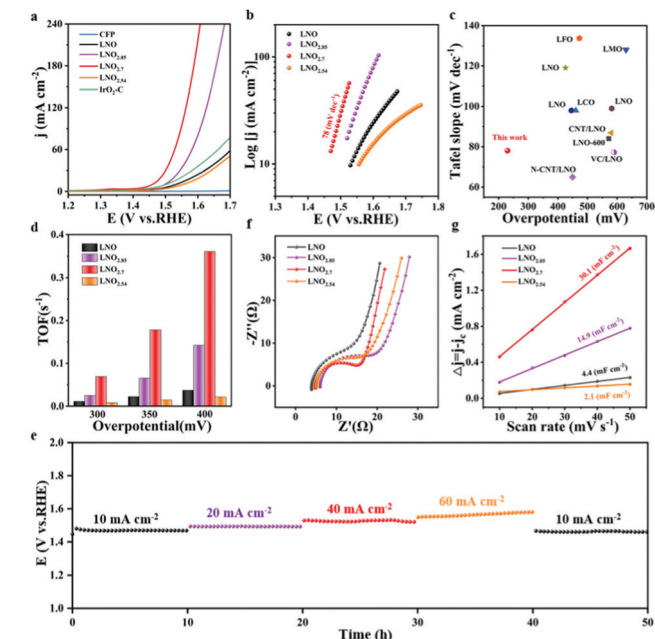 a
j (mA cm-2)
240
200
160
120
80
40
0
CFP
LNO
LNO2.85
LNO2.7
LNO2.54
IrO2-C
1.2 1.3 1.4 1.5 1.6 1.7
E (V vs.RHE)
b
Log [j (mA cm-2)]
100
10
LNO
LNO2.85
LNO2.7
LNO2.54
78 (mV dec-1)
1.4 1.5 1.6 1.7 1.8
E (V vs.RHE)
c
Tafel slope (mV dec-1)
140
120
100
80
60
LFO
LMO
LNO
LNO
LCO
LNO
CNT/LNO
LNO-600
This work
VC/LNO
N-CNT/LNO
200 300 400 500 600
Overpotential (mV)
d
TOF(s-1)
0.4
0.3
0.2
0.1
0.0
LNO
LNO2.85
LNO2.7
LNO2.54
300 350 400
Overpotential(mV)
f
-Z''(Ω)
30
20
10
0
LNO
LNO2.85
LNO2.7
LNO2.54
0 10 20 30
Z'(Ω)
g
△j=j-jc (mA cm-2)
1.6
1.2
0.8
0.4
0.0
LNO
LNO2.85
LNO2.7
LNO2.54
30.1 (mF cm-2)
14.9 (mF cm-2)
4.4 (mF cm-2)
2.1 (mF cm-2)
10 20 30 40 50
Scan rate (mV s-1)
e
E (V vs.RHE)
2.0
1.8
1.6
1.4
1.2
1.0
10 mA cm-2
20 mA cm-2
40 mA cm-2
60 mA cm-2
10 mA cm-2
0 10 20 30 40 50
Time (h)